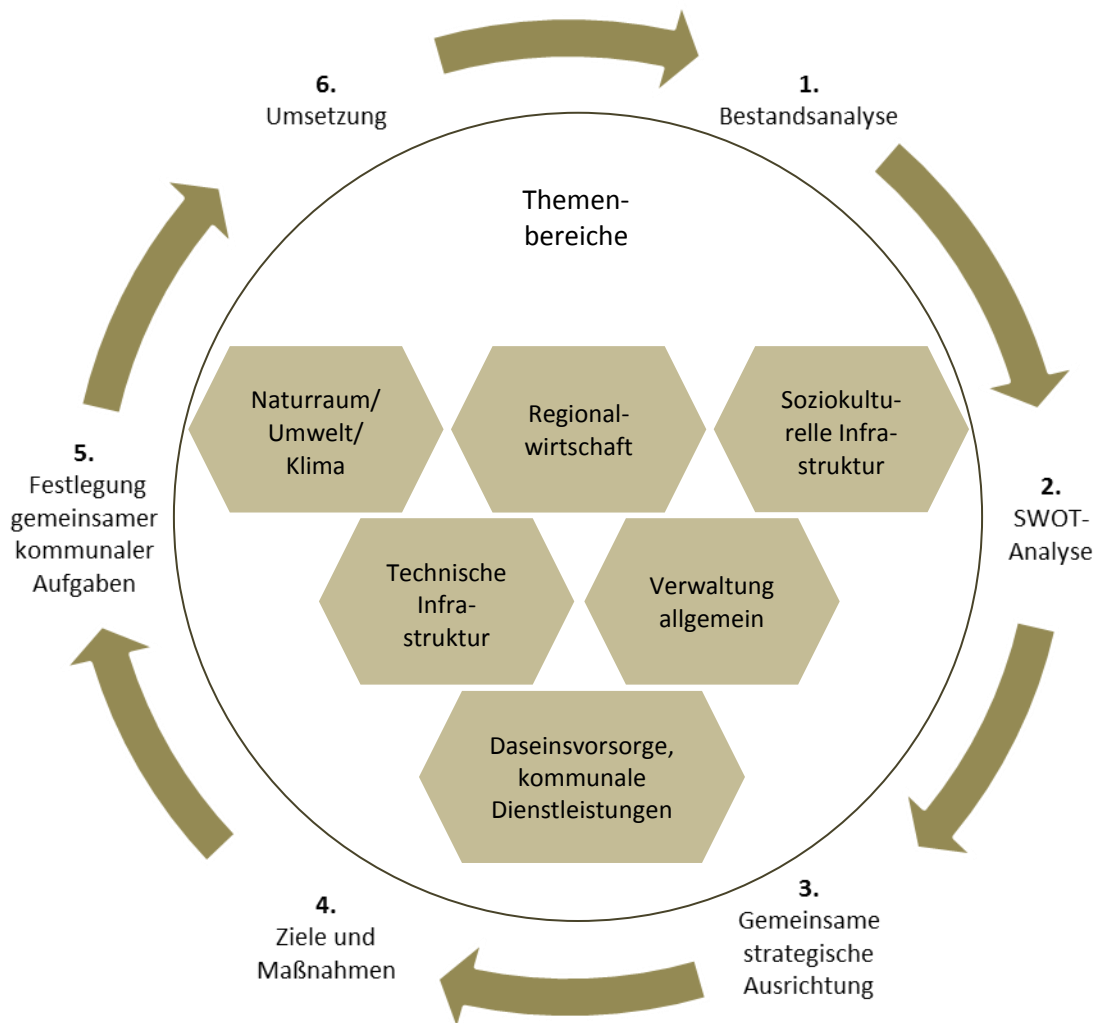 6.
Umsetzung
1.
Bestandsanalyse
Themen-
bereiche
Naturraum/
Umwelt/
Klima
Regional-
wirtschaft
Soziokultu-
relle Infra-
struktur
5.
Festlegung
gemeinsamer
kommunaler
Aufgaben
2.
SWOT-
Analyse
Technische
Infra-
struktur
Verwaltung
allgemein
Daseinsvorsorge,
kommunale
Dienstleistungen
4.
Ziele und
Maßnahmen
3.
Gemeinsame
strategische
Ausrichtung